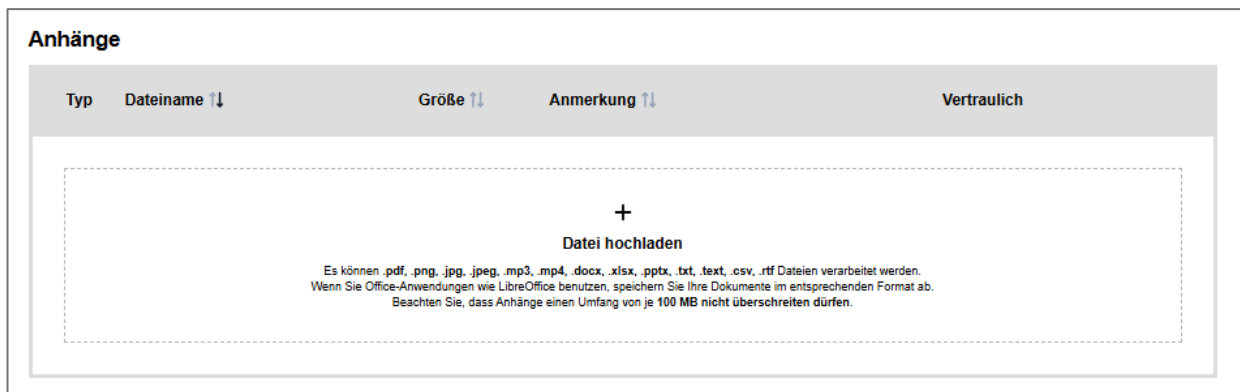 Anhänge
Typ Dateiname Größe Anmerkung Vertraulich
Datei hochladen
Es können .pdf, .png, .jpg, .jpeg, .mp3, .mp4, .docx, .xlsx, .pptx, .txt, .text, .csv, .rtf Dateien verarbeitet werden.
Wenn Sie Office-Anwendungen wie LibreOffice benutzen, speichern Sie Ihre Dokumente im entsprechenden Format ab.
Beachten Sie, dass Anhänge einen Umfang von je 100 MB nicht überschreiten dürfen.